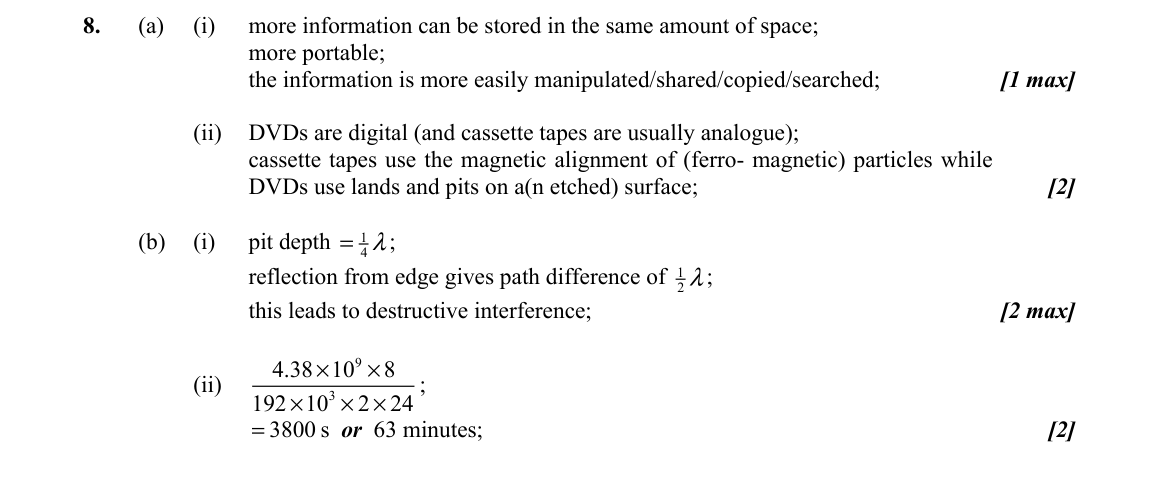 8. (a) (i) more information can be stored in the same amount of space;
more portable;
the information is more easily manipulated/shared/copied/searched; [1 max]
(ii) DVDs are digital (and cassette tapes are usually analogue);
cassette tapes use the magnetic alignment of (ferro- magnetic) particles while
DVDs use lands and pits on a(n etched) surface; [2]
(b) (i) pit depth = 1/4 λ;
reflection from edge gives path difference of 1/2 λ;
this leads to destructive interference; [2 max]
(ii) 4.38×10⁹×8
192×10³×2×24 ;
= 3800 s or 63 minutes; [2]